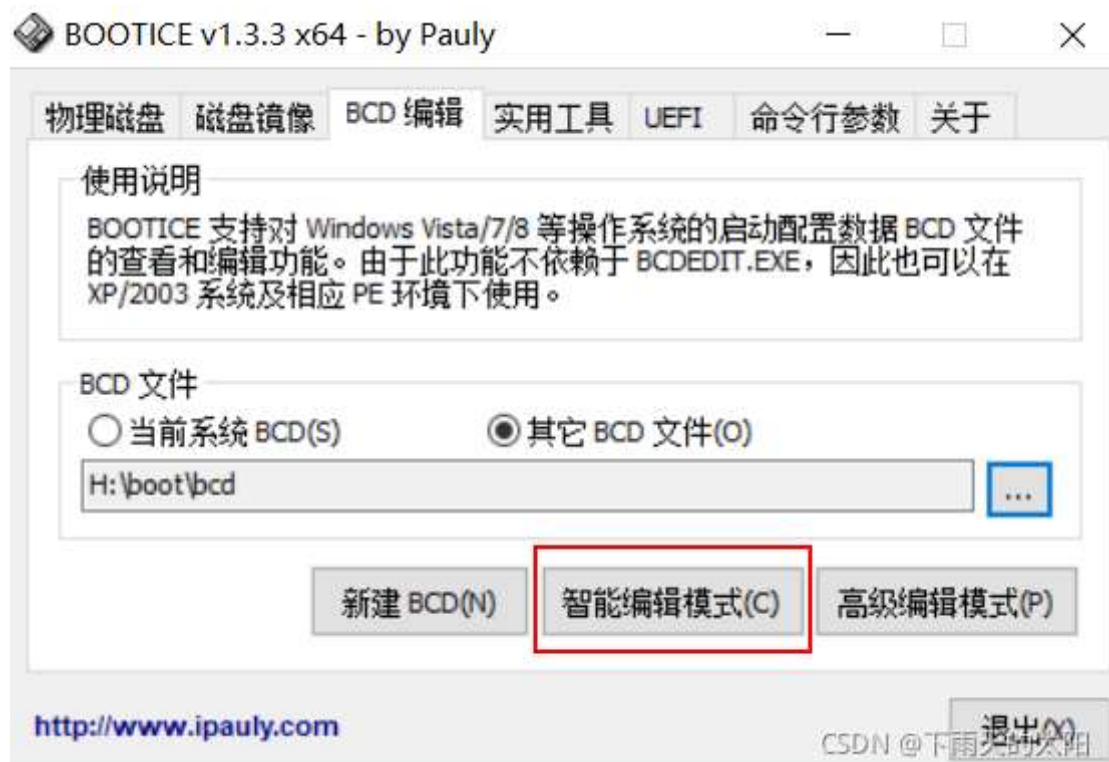 BOOTICE v1.3.3 x64 - by Pauly
物理磁盘 磁盘镜像 BCD 编辑 实用工具 UEFI 命令行参数 关于
使用说明
BOOTICE 支持对 Windows Vista/7/8 等操作系统的启动配置数据 BCD 文件
的查看和编辑功能。由于此功能不依赖于 BCDEDIT.EXE，因此也可以在
XP/2003 系统及相应 PE 环境下使用。
BCD 文件
当前系统 BCD(S) 其它 BCD 文件(O)
H:\boot\bcd ...
新建 BCD(N) 智能编辑模式(C) 高级编辑模式(P)
http://www.ipauly.com 退出(X)
CSDN @下雨天的太阳